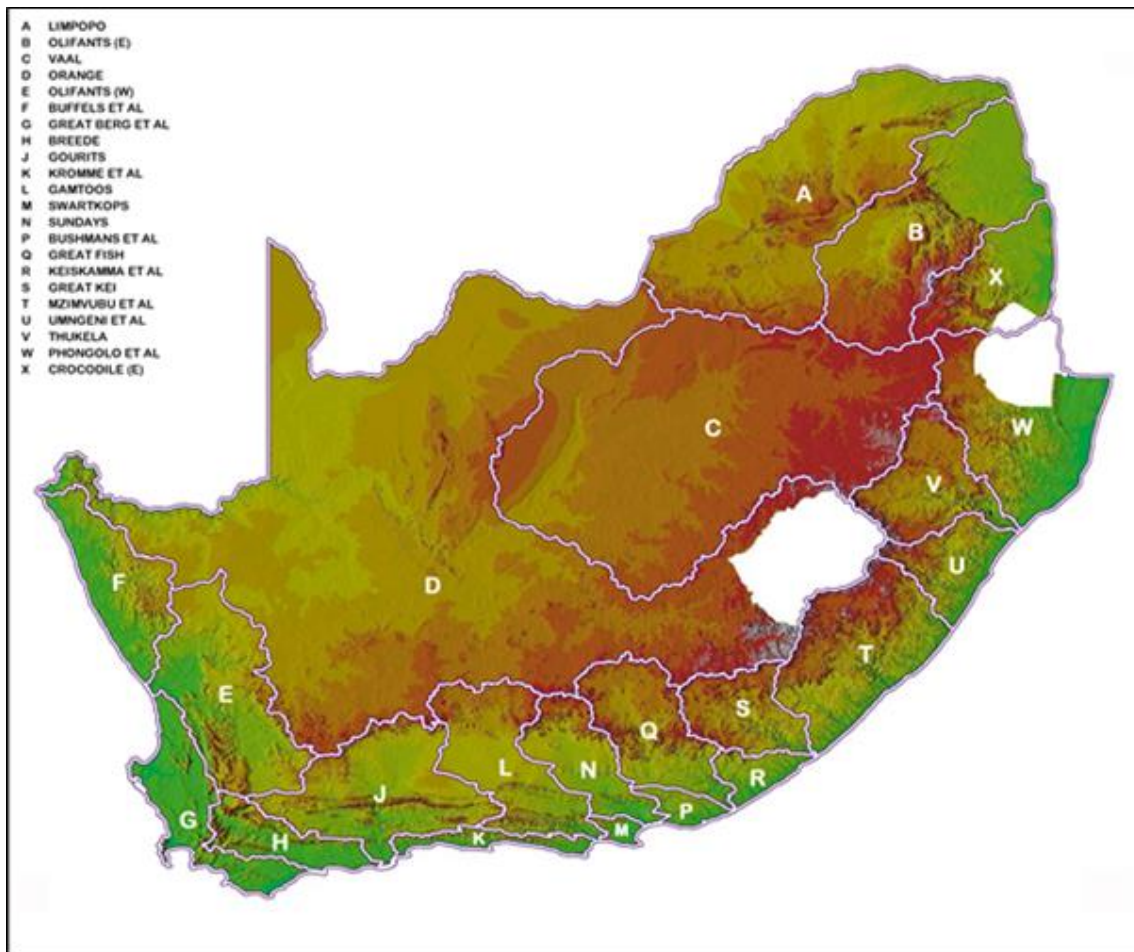 A LIMPOPO
B OLIFANTS (E)
C VAAL
D ORANGE
E OLIFANTS (W)
F BUFFELS ET AL
G GREAT BERG ET AL
H BREEDE
J GOURITS
K KROMME ET AL
L GAMTOOS
M SWARTKOPS
N SUNDAYS
P BUSHMANS ET AL
Q GREAT FISH
R KEISKAMMA ET AL
S GREAT KEI
T MZIMVUBU ET AL
U UMNGENI ET AL
V THUKELA
W PHONGOLO ET AL
X CROCODILE (E)
A
B
X
C
W
V
D
U
F
T
E
S
Q
L
N
R
J
P
G
M
K
H